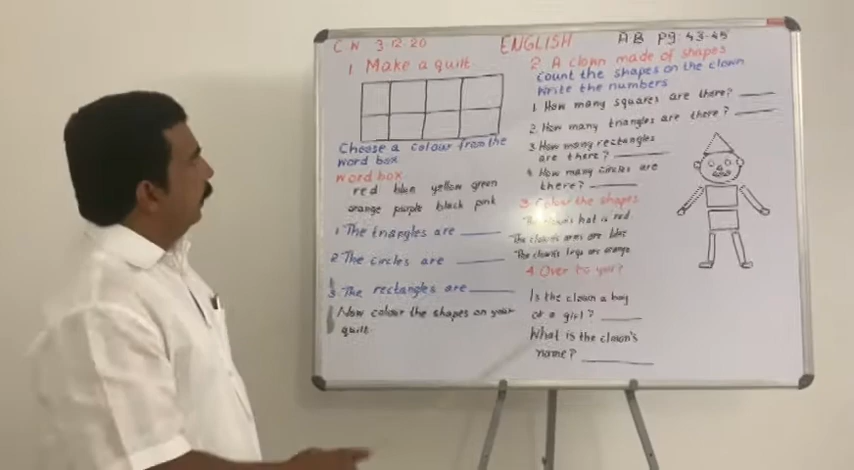 C W 3-12-20 ENGLISH AB Pg. 43-45
1 Make a quilt
Choose a colour from the
word box
word box
red blue yellow green
orange purple black pink
1 The triangles are ______
2 The circles are ______
3 The rectangles are ______
Now colour the shapes on your
quilt
2. A clown made of shapes
Count the shapes on the clown
Write the numbers
1. How many squares are there? ______
2. How many triangles are there? ______
3. How many rectangles
are there? ______
4. How many circles are
there? ______
3. Colour the shapes
The clown's hat is red
The clown's arms are blue
The clown's legs are orange
4. Over to you!
Is the clown a boy
or a girl? ______
What is the clown's
name? ______